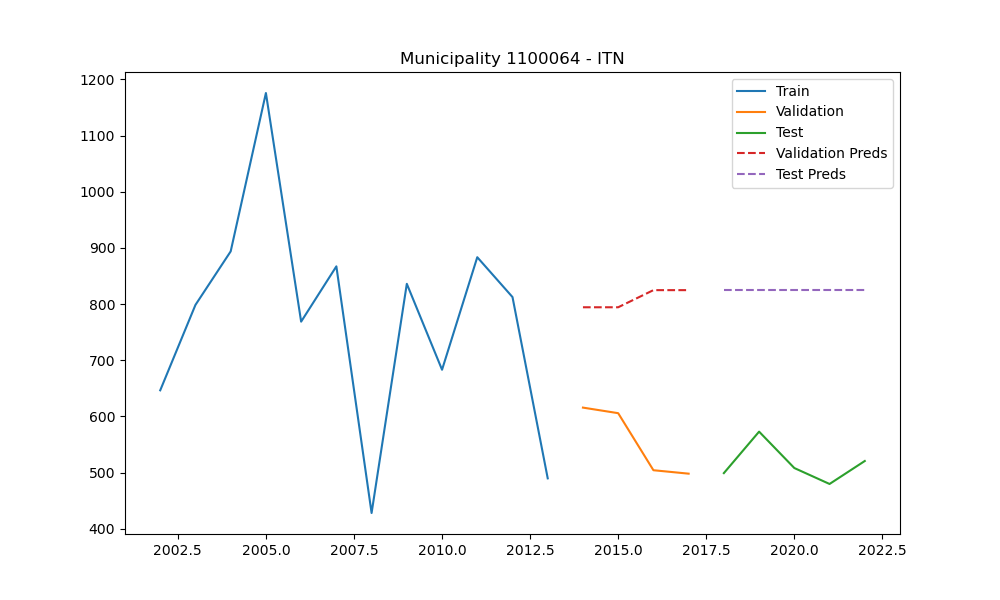 Municipality 1100064 - ITN
1200
1100
1000
900
800
700
600
500
400
Train
Validation
Test
Validation Preds
Test Preds
2002.5 2005.0 2007.5 2010.0 2012.5 2015.0 2017.5 2020.0 2022.5